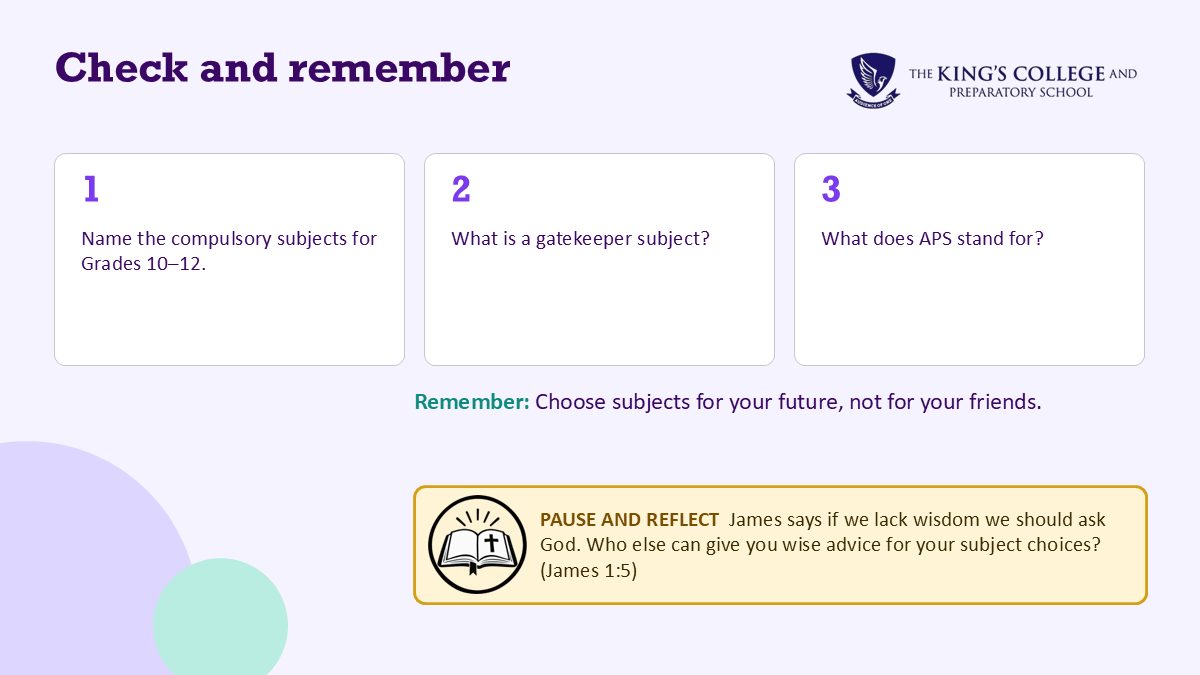 Check and remember
THE KING'S COLLEGE AND
PREPARATORY SCHOOL
AUDIENCE OF ONE
1
Name the compulsory subjects for
Grades 10–12.
2
What is a gatekeeper subject?
3
What does APS stand for?
Remember: Choose subjects for your future, not for your friends.
PAUSE AND REFLECT  James says if we lack wisdom we should ask
God. Who else can give you wise advice for your subject choices?
(James 1:5)